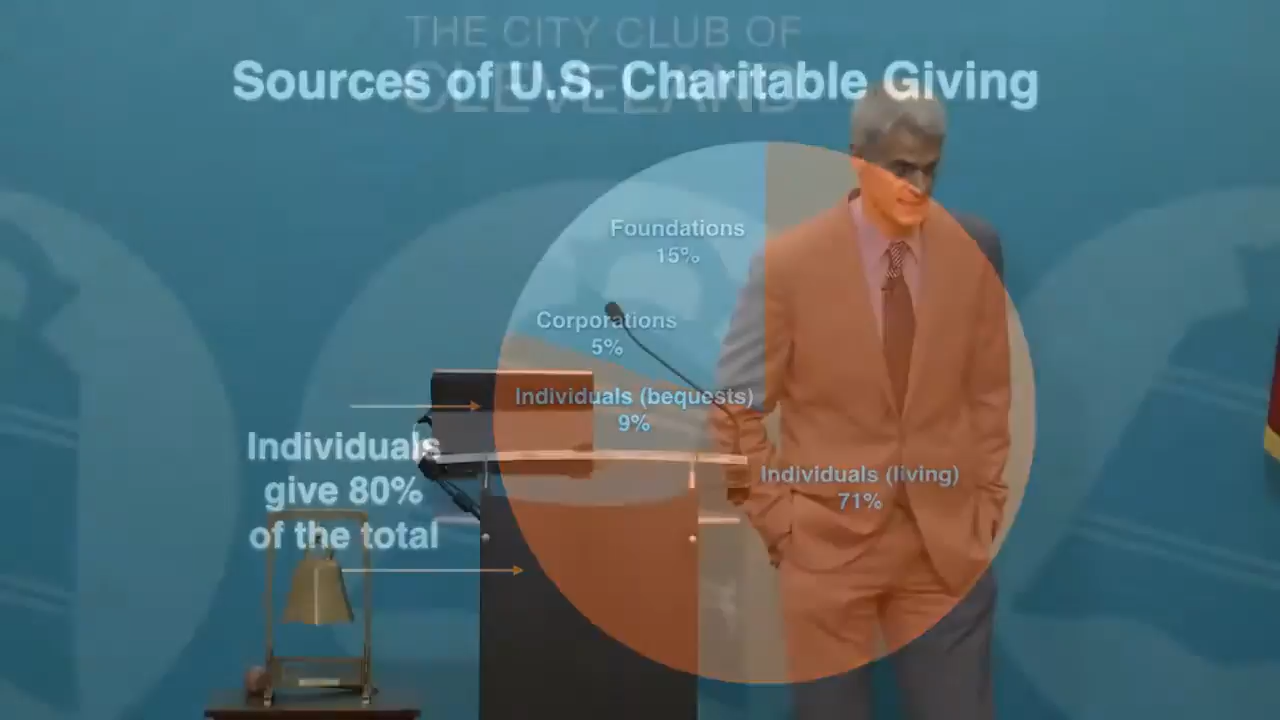 THE CITY CLUB OF
CLEVELAND
Sources of U.S. Charitable Giving
Foundations
15%
Corporations
5%
Individuals (bequests)
9%
Individuals (living)
71%
Individuals
give 80%
of the total